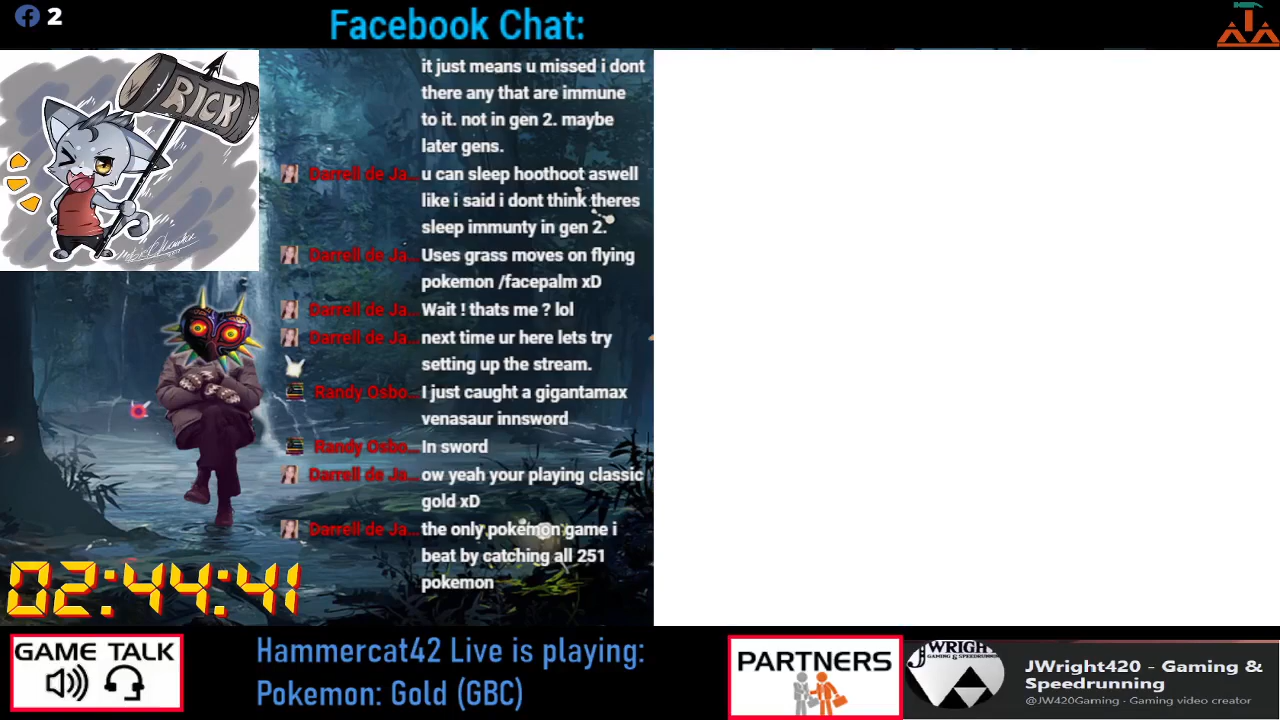 2
Facebook Chat:
RICK
it just means u missed i dont
there any that are immune
to it. not in gen 2. maybe
later gens.
Darrell de Ja... u can sleep hoothoot aswell
like i said i dont think theres
sleep immunty in gen 2.
Darrell de Ja... Uses grass moves on flying
pokemon /facepalm xD
Darrell de Ja... Wait ! thats me ? lol
Darrell de Ja... next time ur here lets try
setting up the stream.
Randy Osbo... I just caught a gigantamax
venasaur innsword
Randy Osbo... In sword
Darrell de Ja... ow yeah your playing classic
gold xD
Darrell de Ja... the only pokemon game i
beat by catching all 251
pokemon
02:44:41
GAME TALK
Hammercat42 Live is playing:
Pokemon: Gold (GBC)
PARTNERS
JWRIGHT
GAMING & SPEEDRUNNING
JWright420 - Gaming &
Speedrunning
@JW420Gaming · Gaming video creator